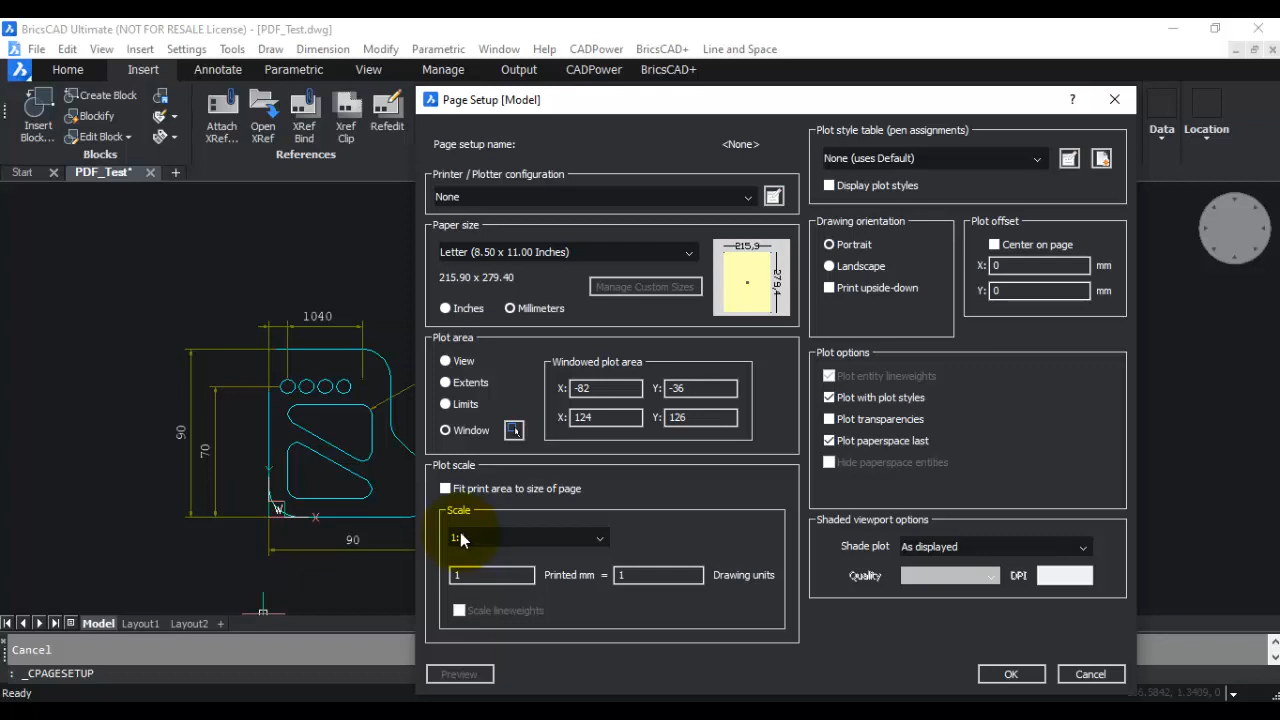 BricsCAD Ultimate (NOT FOR RESALE License) - [PDF_Test.dwg]
File Edit View Insert Settings Tools Draw Dimension Modify Parametric Window Help CADPower BricsCAD+ Line and Space
Home Insert Annotate Parametric View Manage Output CADPower BricsCAD+
Insert Block...
Create Block
Blockify
Edit Block
Blocks
Attach XRef...
Open XRef
XRef Bind
Xref Clip
Refedit
References
Data
Location
Start PDF_Test* +
Page Setup [Model]
Page setup name: <None>
Printer / Plotter configuration
None
Paper size
Letter (8.50 x 11.00 Inches)
215.90 x 279.40
Manage Custom Sizes
Inches Millimeters
215,9
279,4
Plot area
View
Extents
Limits
Window
Windowed plot area
X: -82 Y: -36
X: 124 Y: 126
Plot scale
Fit print area to size of page
Scale
1:
1 Printed mm = 1 Drawing units
Scale lineweights
Preview
Plot style table (pen assignments)
None (uses Default)
Display plot styles
Drawing orientation
Portrait
Landscape
Print upside-down
Plot offset
Center on page
X: 0 mm
Y: 0 mm
Plot options
Plot entity lineweights
Plot with plot styles
Plot transparencies
Plot paperspace last
Hide paperspace entities
Shaded viewport options
Shade plot As displayed
Quality DPI
OK Cancel
1040
90
70
W X
90
Model Layout1 Layout2 +
Cancel
: _CPAGESETUP
Ready